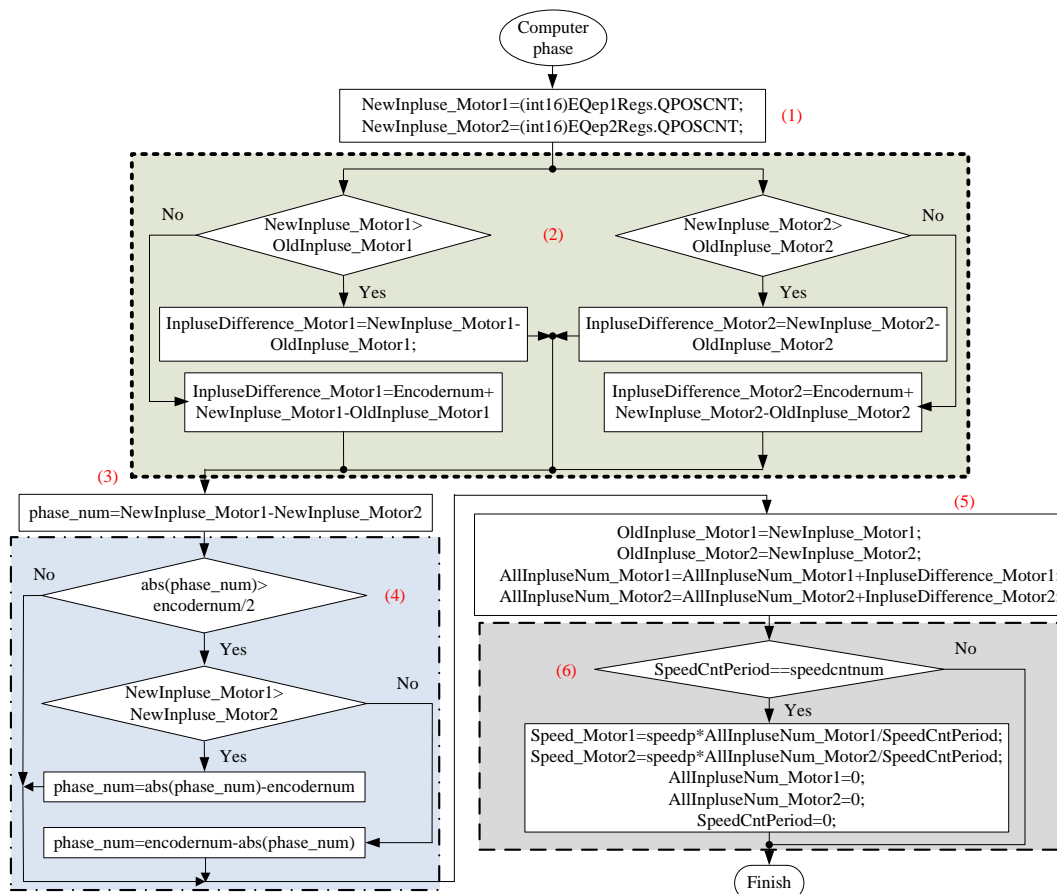 Computer
phase
NewInpluse_Motor1=(int16)EQep1Regs.QPOSCNT;
NewInpluse_Motor2=(int16)EQep2Regs.QPOSCNT;
(1)
No
NewInpluse_Motor1>
OldInpluse_Motor1
(2)
NewInpluse_Motor2>
OldInpluse_Motor2
No
Yes
Yes
InpluseDifference_Motor1=NewInpluse_Motor1-
OldInpluse_Motor1;
InpluseDifference_Motor2=NewInpluse_Motor2-
OldInpluse_Motor2
InpluseDifference_Motor1=Encodernum+
NewInpluse_Motor1-OldInpluse_Motor1
InpluseDifference_Motor2=Encodernum+
NewInpluse_Motor2-OldInpluse_Motor2
(3)
phase_num=NewInpluse_Motor1-NewInpluse_Motor2
No
abs(phase_num)>
encodernum/2
(4)
Yes
NewInpluse_Motor1>
NewInpluse_Motor2
No
Yes
phase_num=abs(phase_num)-encodernum
phase_num=encodernum-abs(phase_num)
(5)
OldInpluse_Motor1=NewInpluse_Motor1;
OldInpluse_Motor2=NewInpluse_Motor2;
AllInpluseNum_Motor1=AllInpluseNum_Motor1+InpluseDifference_Motor1;
AllInpluseNum_Motor2=AllInpluseNum_Motor2+InpluseDifference_Motor2;
(6)
SpeedCntPeriod==speedcntnum
No
Yes
Speed_Motor1=speedp*AllInpluseNum_Motor1/SpeedCntPeriod;
Speed_Motor2=speedp*AllInpluseNum_Motor2/SpeedCntPeriod;
AllInpluseNum_Motor1=0;
AllInpluseNum_Motor2=0;
SpeedCntPeriod=0;
Finish